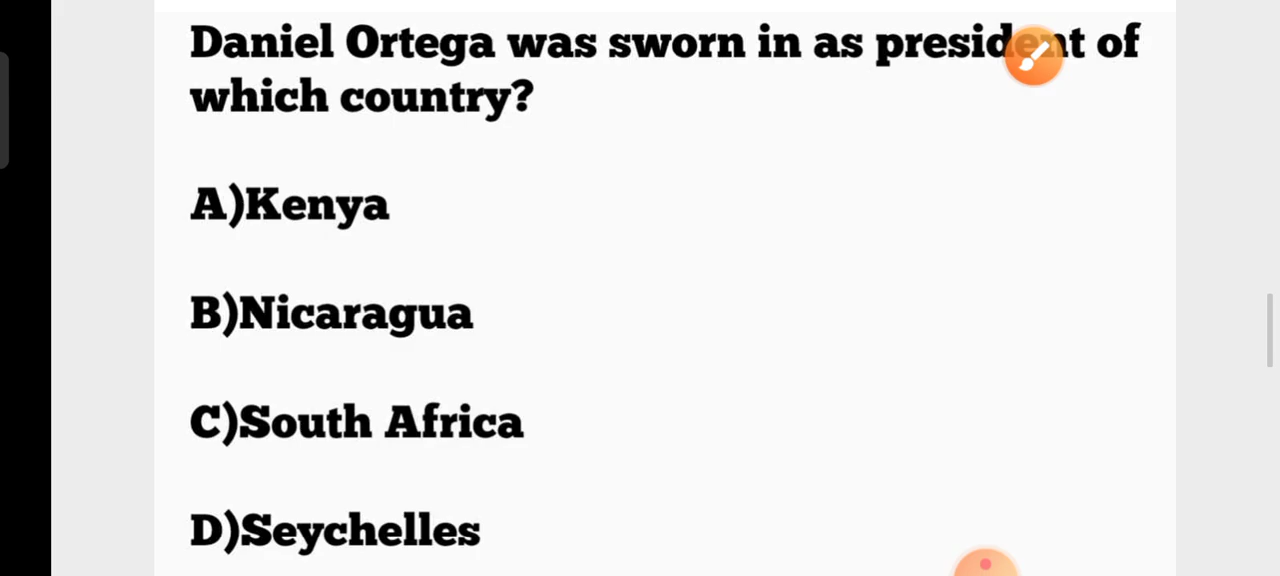 Daniel Ortega was sworn in as president of
which country?
A)Kenya
B)Nicaragua
C)South Africa
D)Seychelles